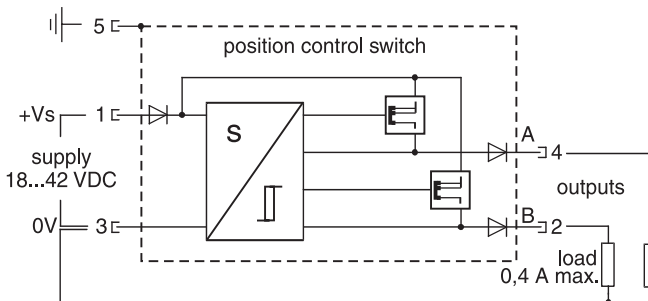 5
position control switch
+Vs 1
S
A
4
supply
18...42 VDC
outputs
B
0V 3
2
load
0,4 A max.